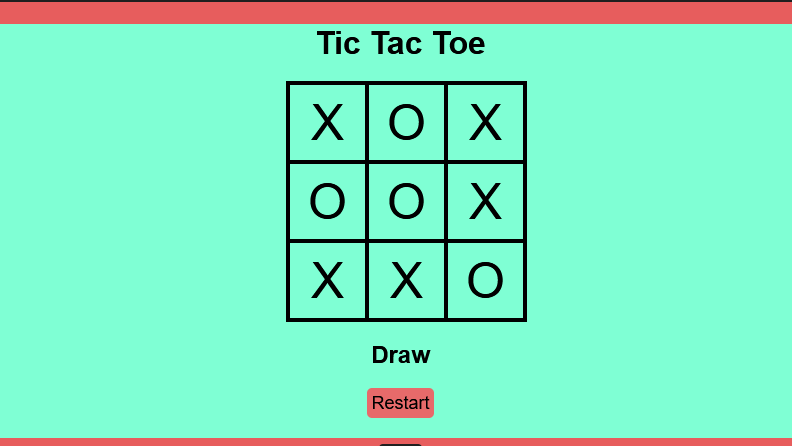 Tic Tac Toe
X O X
O O X
X X O
Draw
Restart